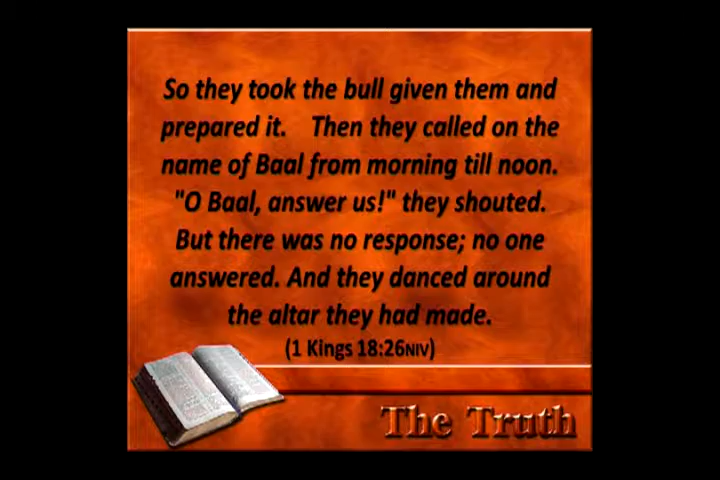 So they took the bull given them and
prepared it.    Then they called on the
name of Baal from morning till noon.
"O Baal, answer us!" they shouted.
But there was no response; no one
answered. And they danced around
the altar they had made.
(1 Kings 18:26NIV)
The Truth